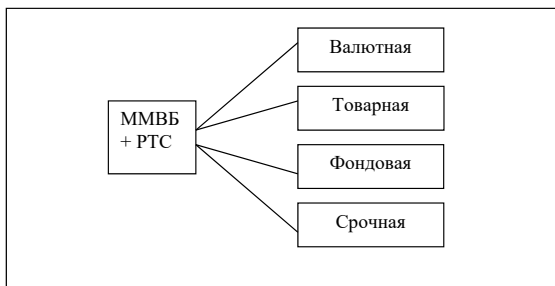 ММВБ
+ РТС
Валютная
Товарная
Фондовая
Срочная